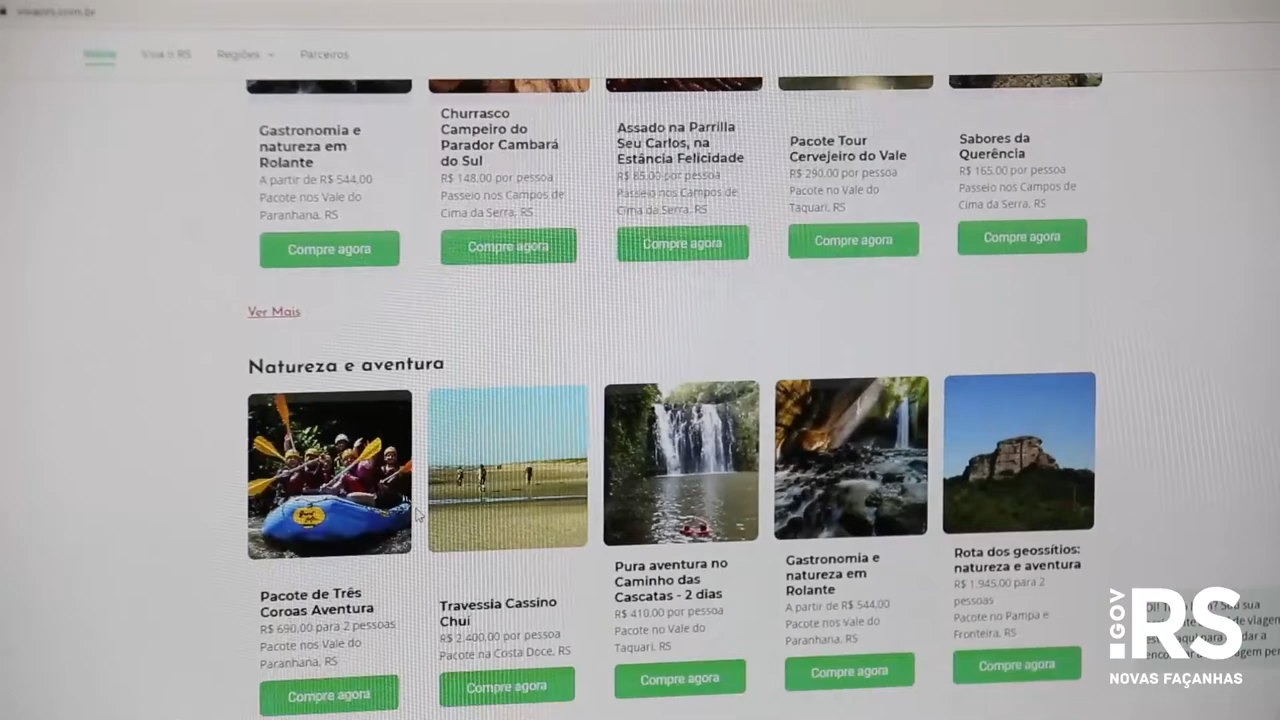 Viva o RS
Regiões
Parceiros
Gastronomia e
natureza em
Rolante
A partir de R$ 544,00
Pacote nos Vale do
Paranhana, RS
Compre agora
Churrasco
Campeiro do
Parador Cambará
do Sul
R$ 148,00 por pessoa
Passeio nos Campos de
Cima da Serra, RS
Compre agora
Assado na Parrilla
Seu Carlos, na
Estância Felicidade
R$ 85,00 por pessoa
Passeio nos Campos de
Cima da Serra, RS
Compre agora
Pacote Tour
Cervejeiro do Vale
R$ 290,00 por pessoa
Pacote no Vale do
Taquari, RS
Compre agora
Sabores da
Querência
R$ 165,00 por pessoa
Passeio nos Campos de
Cima da Serra, RS
Compre agora
Ver Mais
Natureza e aventura
Pacote de Três
Coroas Aventura
R$ 690,00 para 2 pessoas
Pacote nos Vale do
Paranhana, RS
Compre agora
Travessia Cassino
Chuí
R$ 2.400,00 por pessoa
Pacote na Costa Doce, RS
Compre agora
Pura aventura no
Caminho das
Cascatas - 2 dias
R$ 410,00 por pessoa
Pacote no Vale do
Taquari, RS
Compre agora
Gastronomia e
natureza em
Rolante
A partir de R$ 544,00
Pacote nos Vale do
Paranhana, RS
Compre agora
Rota dos geossítios:
natureza e aventura
R$ 1.945,00 para 2
pessoas
Pacote no Pampa e
Fronteira, RS
Compre agora
.GOV
RS
NOVAS FAÇANHAS